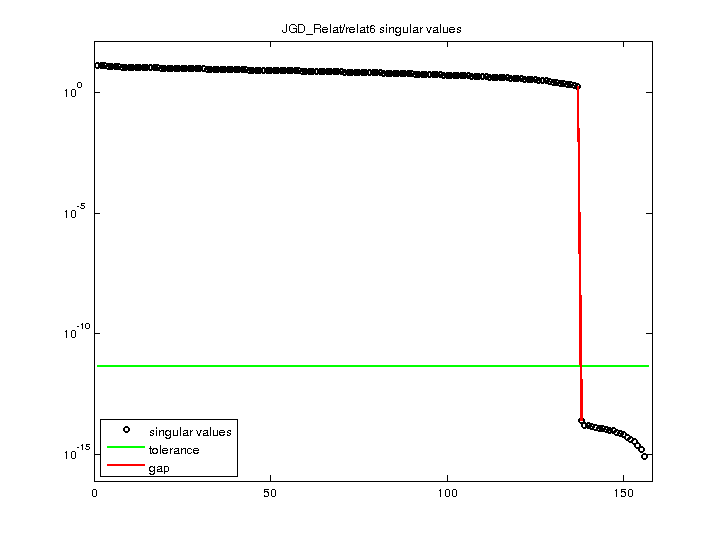 JGD_Relat/relat6 singular values
10^0
10^-5
10^-10
10^-15
singular values
tolerance
gap
0 50 100 150